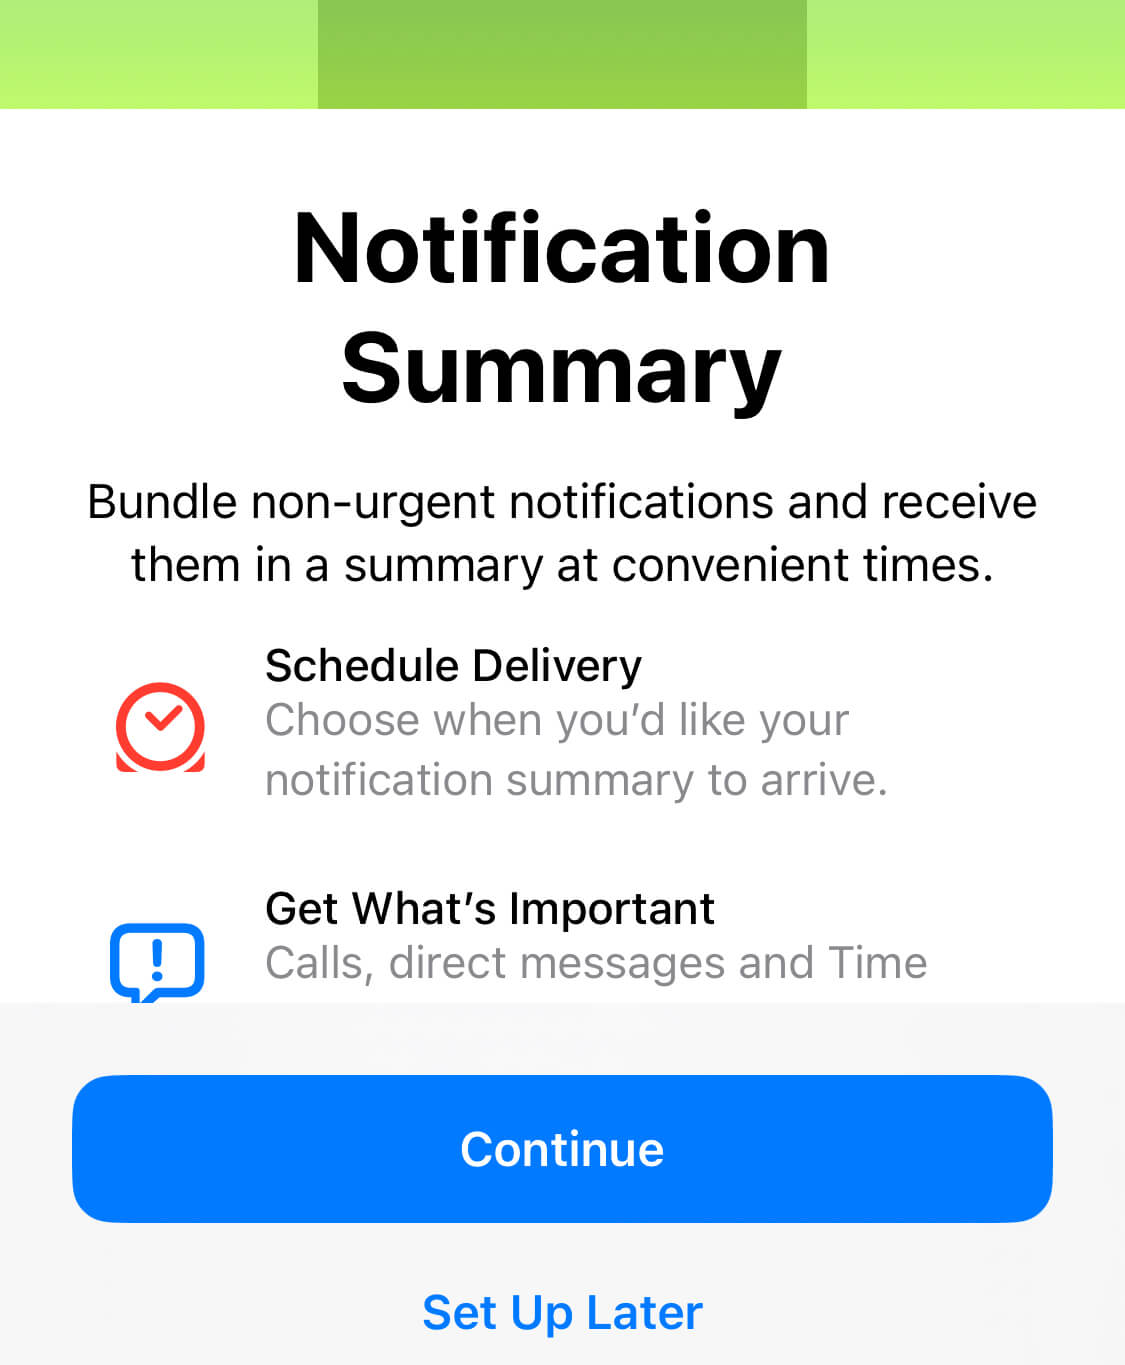 Notification
Summary
Bundle non-urgent notifications and receive
them in a summary at convenient times.
Schedule Delivery
Choose when you’d like your
notification summary to arrive.
Get What’s Important
Calls, direct messages and Time
Continue
Set Up Later